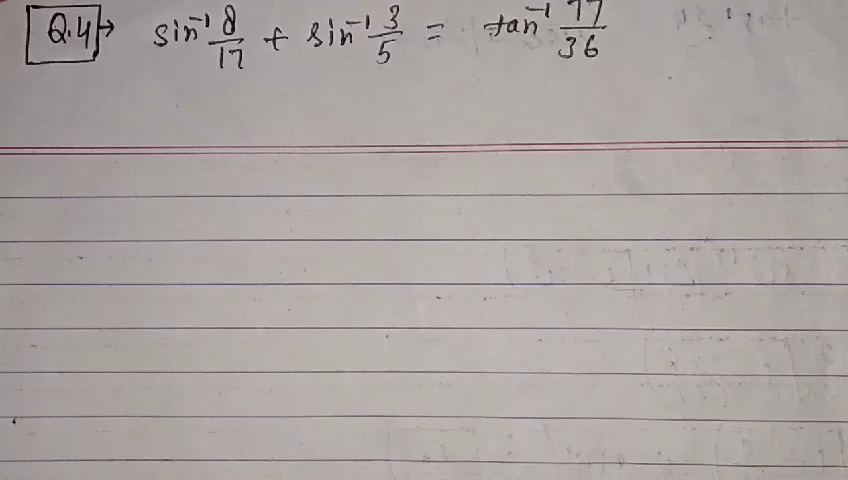 Q.4→ sin⁻¹ 8/17 + sin⁻¹ 3/5 = tan⁻¹ 77/36